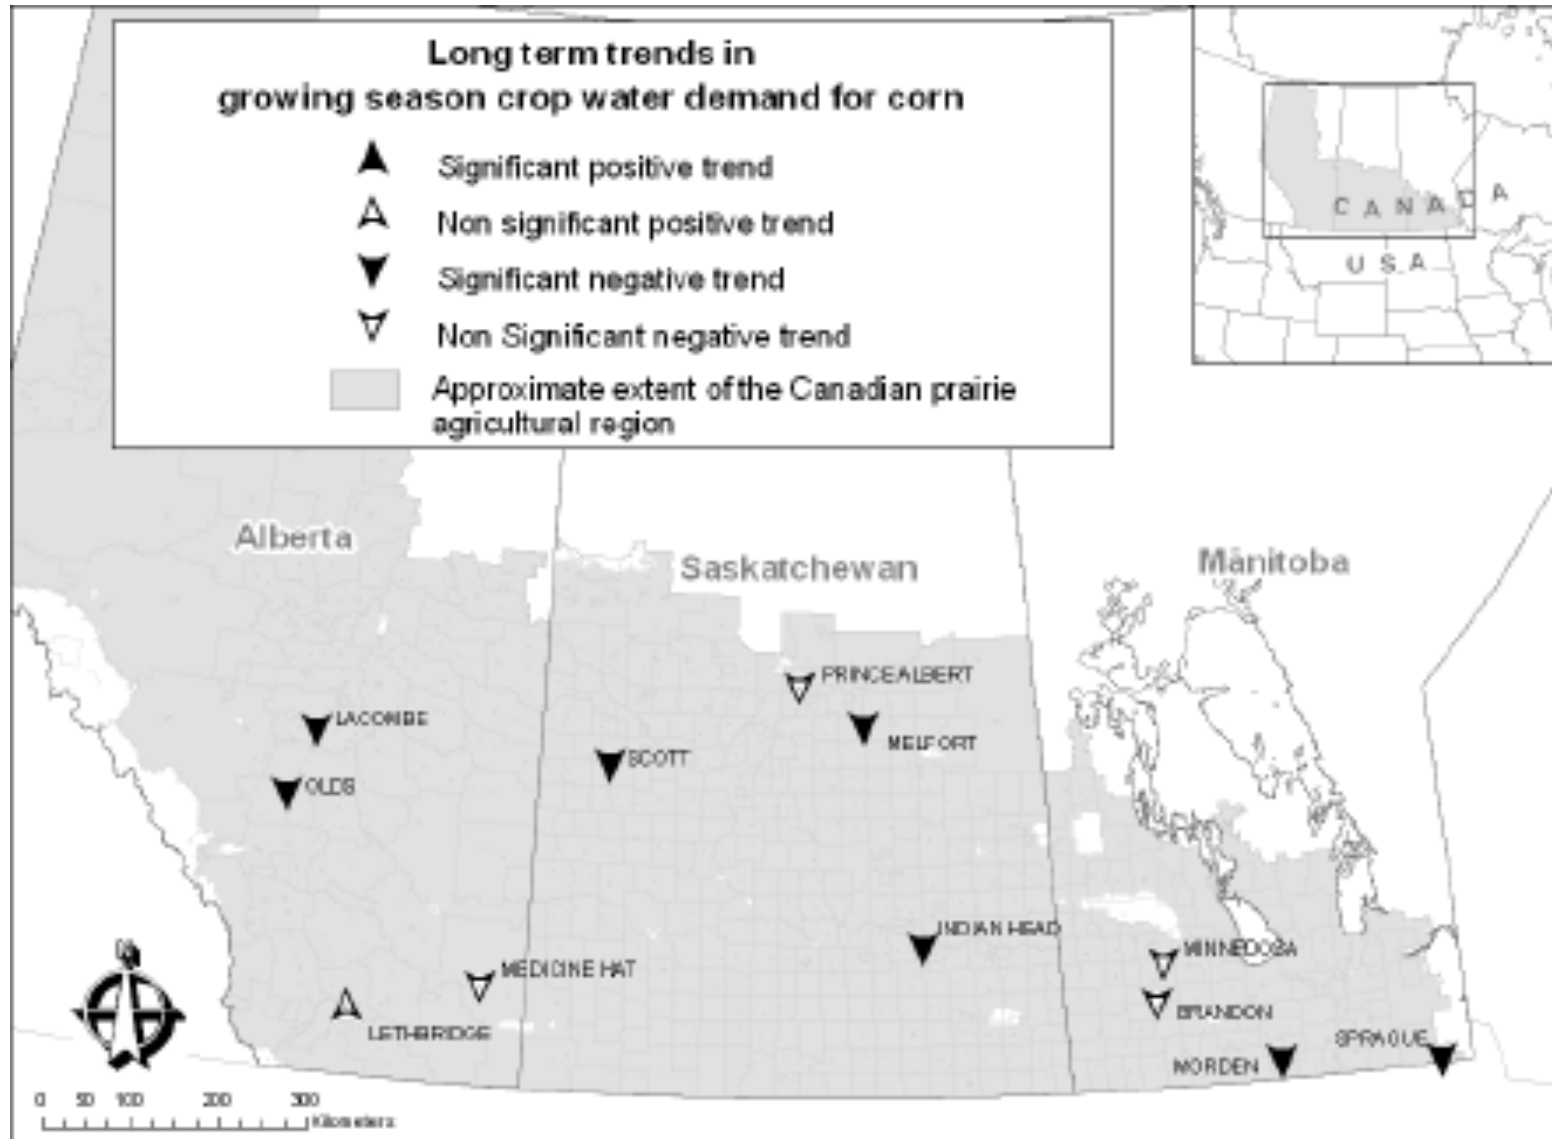 Long term trends in
growing season crop water demand for corn
Significant positive trend
Non significant positive trend
Significant negative trend
Non Significant negative trend
Approximate extent of the Canadian prairie
agricultural region
CANADA
USA
Alberta
Saskatchewan
Manitoba
PRINCE ALBERT
LACOMBE
MELFORT
SCOTT
OLDS
INDIAN HEAD
MINNEDOSA
MEDICINE HAT
BRANDON
LETHBRIDGE
SPRAGUE
MORDEN
0 50 100 200 300
Kilometers